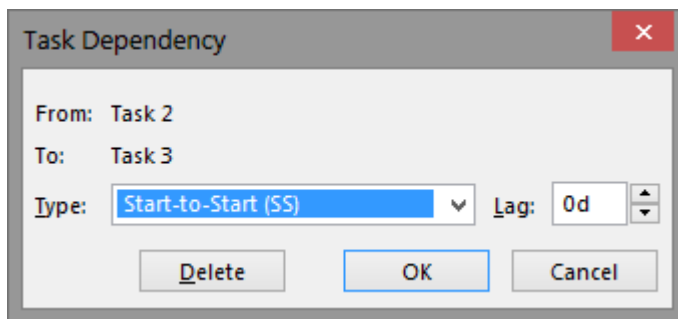 Task Dependency
From: Task 2
To: Task 3
Type: Start-to-Start (SS) Lag: 0d
Delete OK Cancel